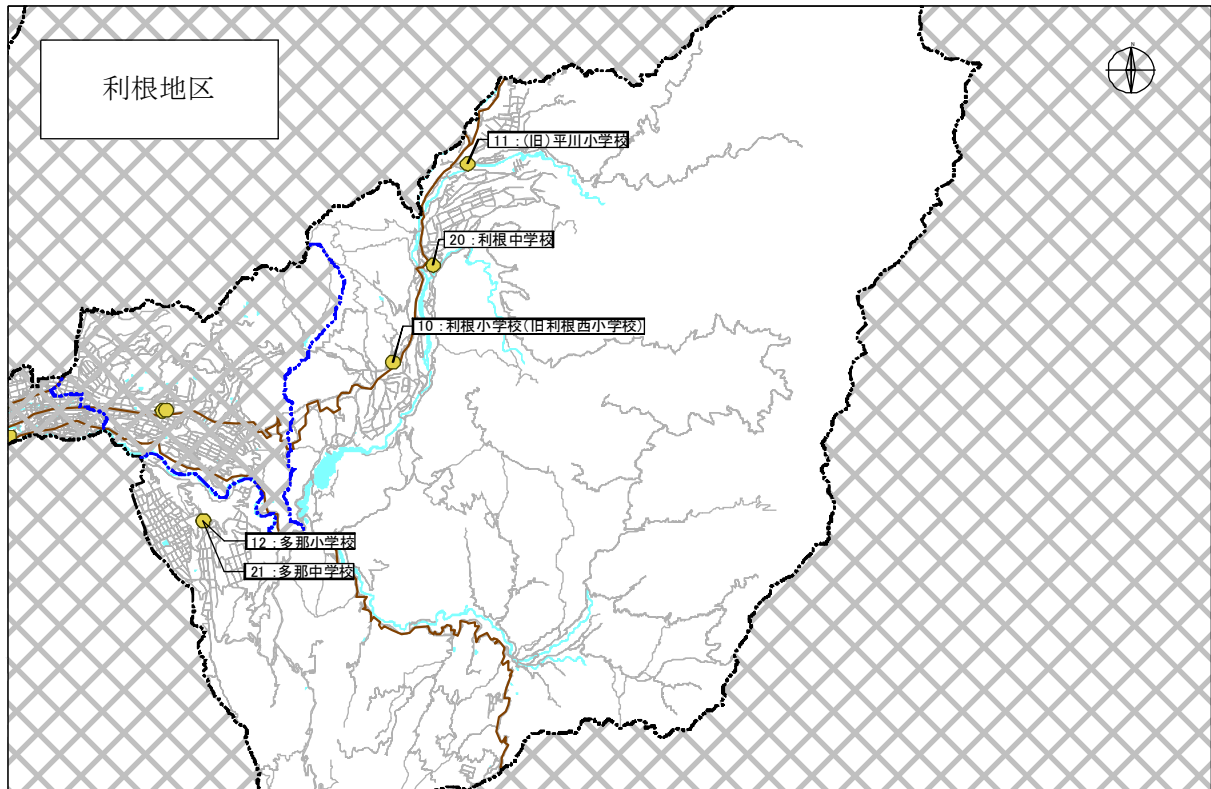 利根地区
N
11：(旧)平川小学校
20：利根中学校
10：利根小学校(旧利根西小学校)
12：多那小学校
21：多那中学校